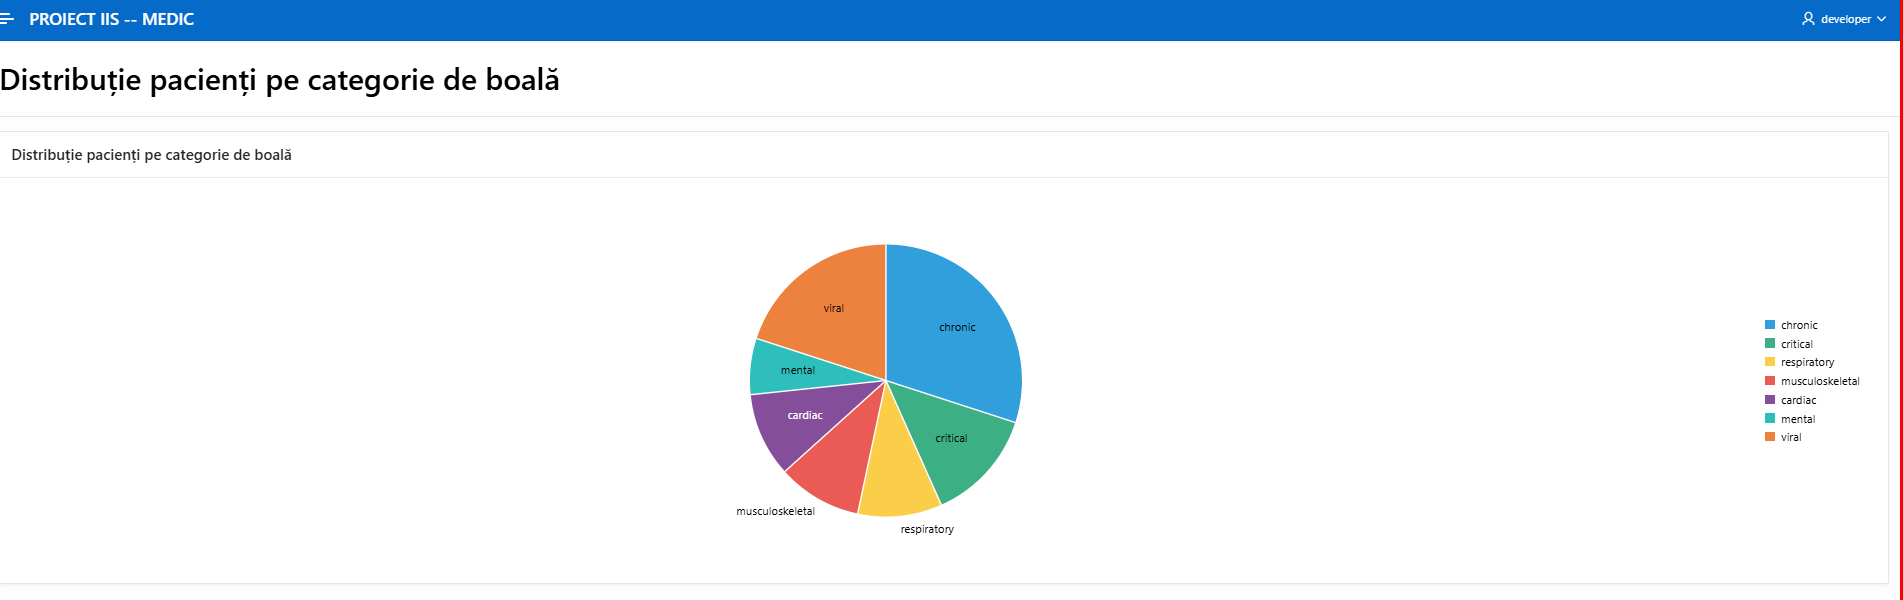 PROIECT IIS -- MEDIC
developer
Distribuție pacienți pe categorie de boală
Distribuție pacienți pe categorie de boală
viral
chronic
mental
cardiac
critical
musculoskeletal
respiratory
chronic
critical
respiratory
musculoskeletal
cardiac
mental
viral